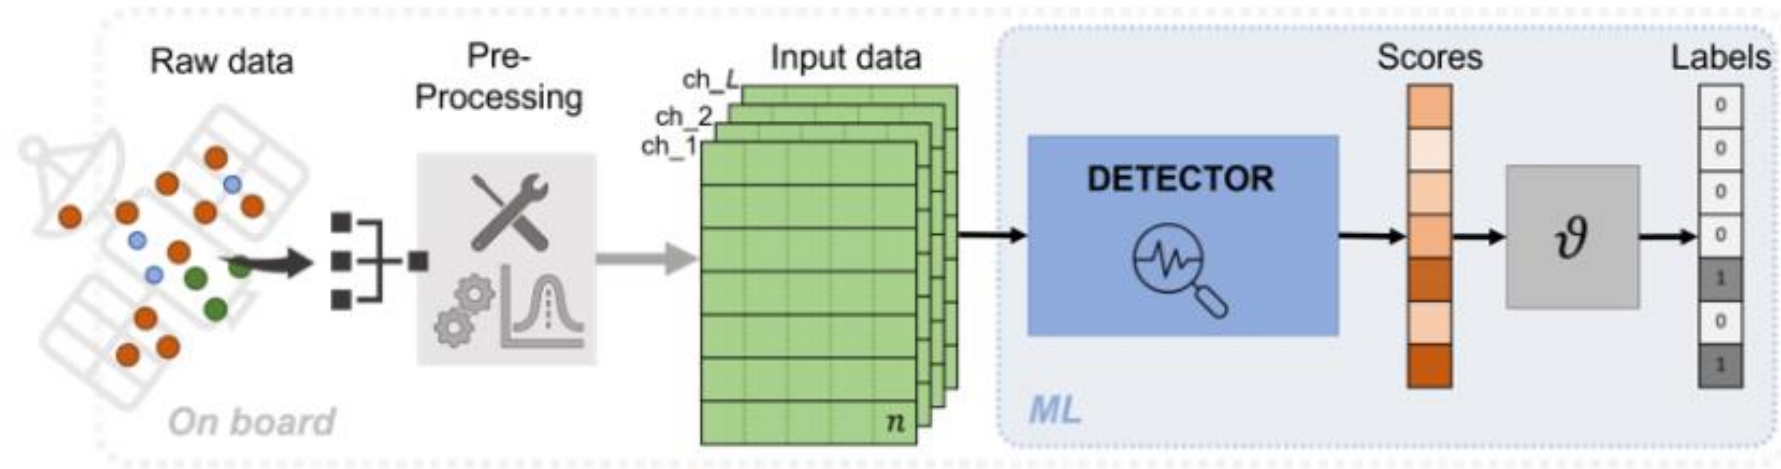 Raw data
Pre-
Processing
Input data
ch_L
ch_2
ch_1
n
DETECTOR
Scores
ϑ
Labels
0
0
0
0
1
0
1
On board
ML